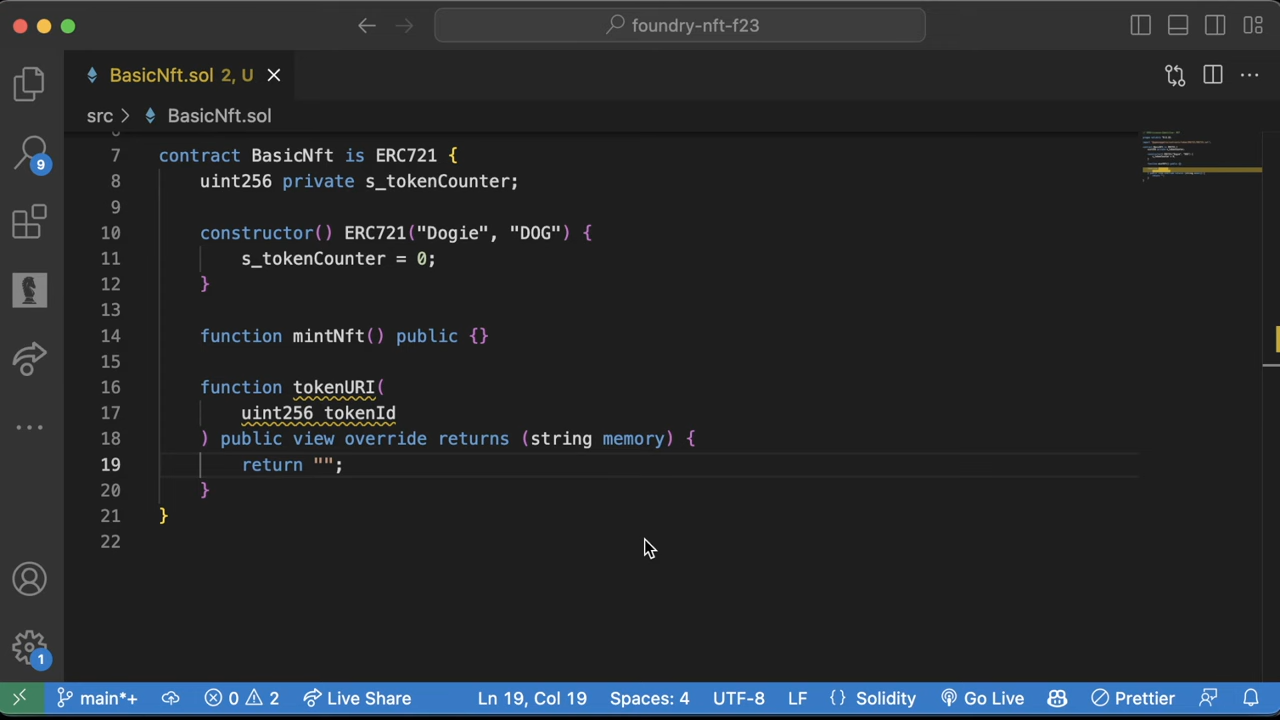 foundry-nft-f23
BasicNft.sol 2, U
src > BasicNft.sol
7 contract BasicNft is ERC721 {
8 uint256 private s_tokenCounter;
9
10 constructor() ERC721("Dogie", "DOG") {
11 s_tokenCounter = 0;
12 }
13
14 function mintNft() public {}
15
16 function tokenURI(
17 uint256 tokenId
18 ) public view override returns (string memory) {
19 return "";
20 }
21 }
22
9
1
main*+ 0 2 Live Share Ln 19, Col 19 Spaces: 4 UTF-8 LF {} Solidity Go Live Prettier